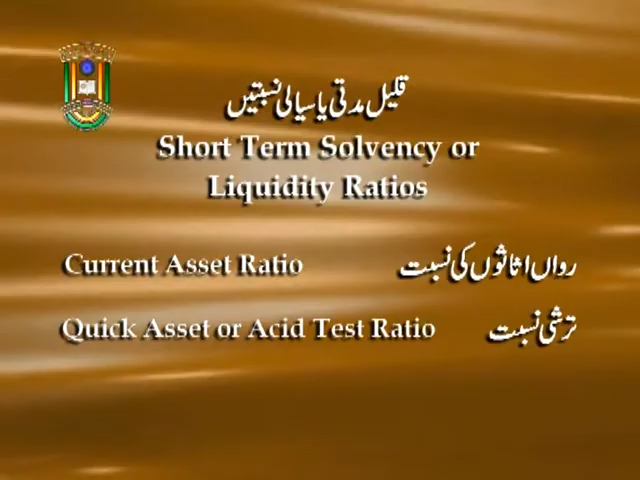 قلیل مدتی یا سیالی نسبتیں
Short Term Solvency or
Liquidity Ratios
Current Asset Ratio رواں اثاثوں کی نسبت
Quick Asset or Acid Test Ratio ترشی نسبت